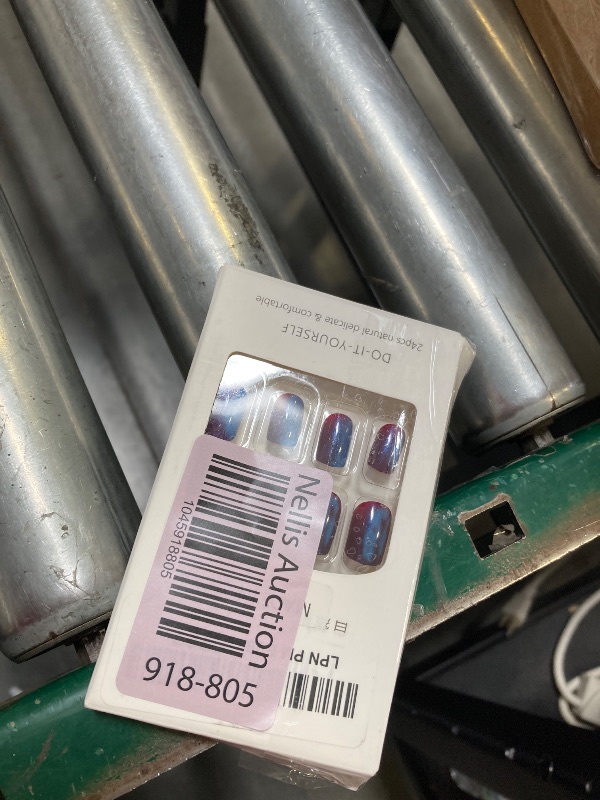 24pcs natural delicate & comfortable
DO-IT-YOURSELF
Nellis Auction
1045918805
918-805
LPN